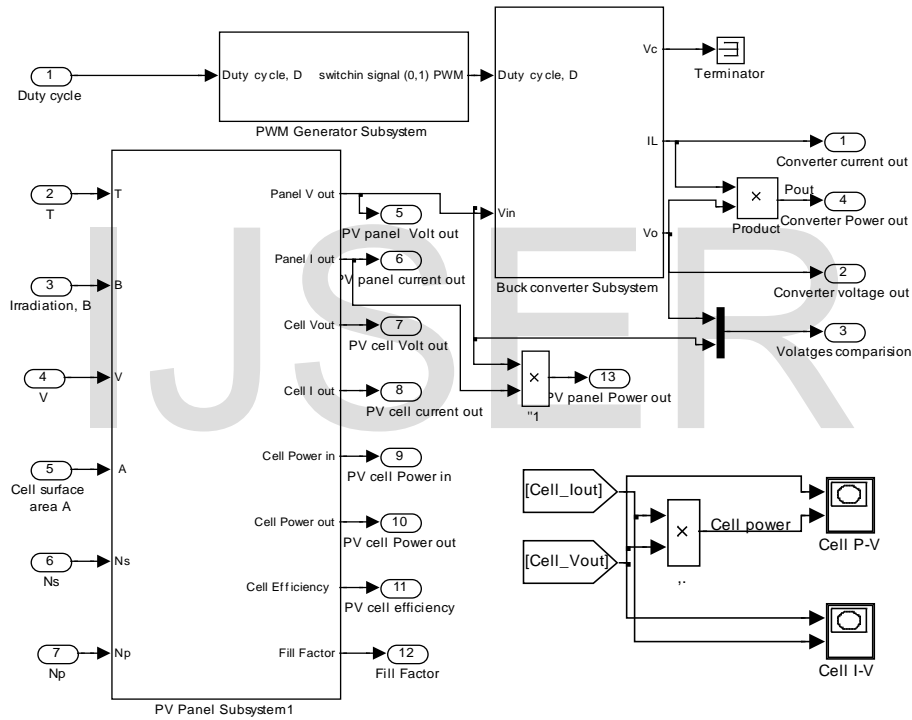 1
Duty cycle
Duty cycle, D
switchin signal (0,1) PWM
PWM Generator Subsystem
Duty cycle, D
Vin
Vc
IL
Vo
Buck converter Subsystem
Terminator
1
Converter current out
Product
Pout
4
Converter Power out
2
Converter voltage out
3
Volatges comparision
2
T
3
Irradiation, B
4
V
5
Cell surface
area A
6
Ns
7
Np
T
B
V
A
Ns
Np
Panel V out
Panel I out
Cell Vout
Cell I out
Cell Power in
Cell Power out
Cell Efficiency
Fill Factor
PV Panel Subsystem1
5
PV panel Volt out
6
PV panel current out
7
PV cell Volt out
8
PV cell current out
9
PV cell Power in
10
PV cell Power out
11
PV cell efficiency
12
Fill Factor
×
×
"1
13
PV panel Power out
[Cell_Iout]
[Cell_Vout]
×
,.
Cell power
Cell P-V
Cell I-V
IJSER